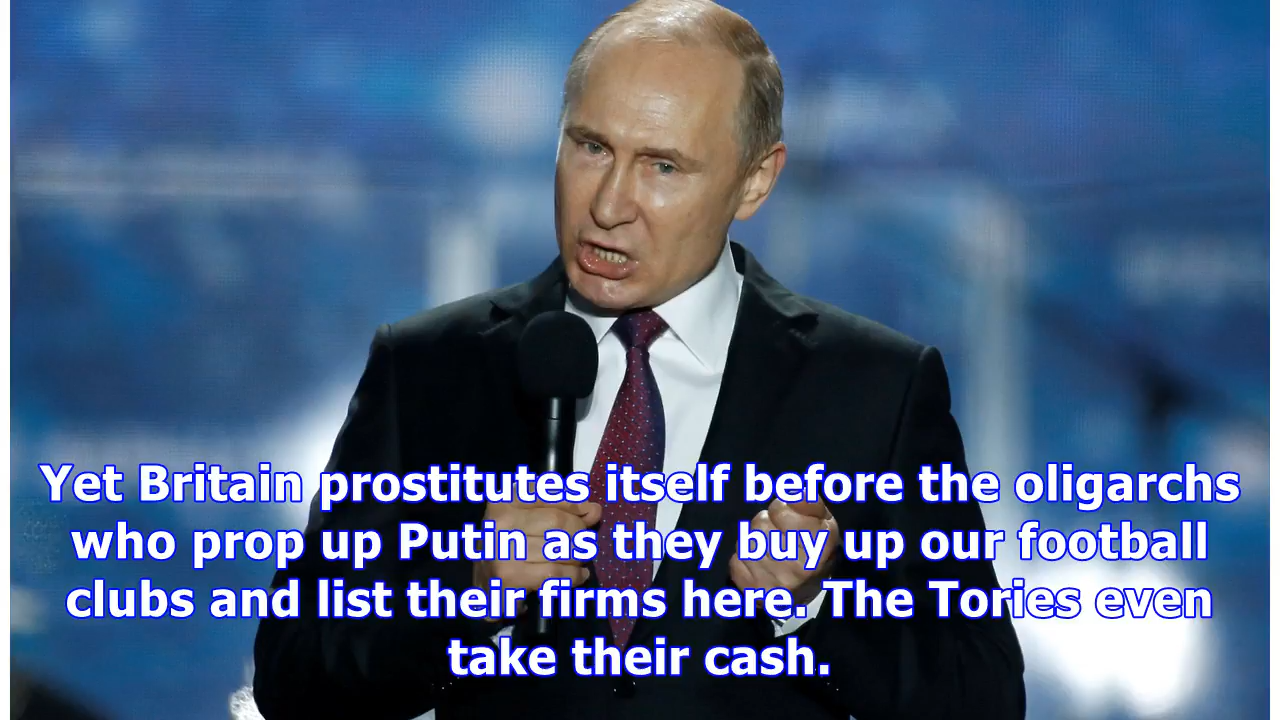 Yet Britain prostitutes itself before the oligarchs
who prop up Putin as they buy up our football
clubs and list their firms here. The Tories even
take their cash.